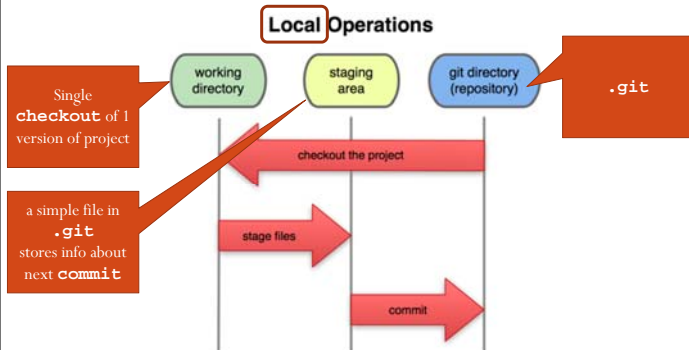 Local Operations
working
directory
staging
area
git directory
(repository)
Single
checkout of 1
version of project
.git
checkout the project
a simple file in
.git
stores info about
next commit
stage files
commit